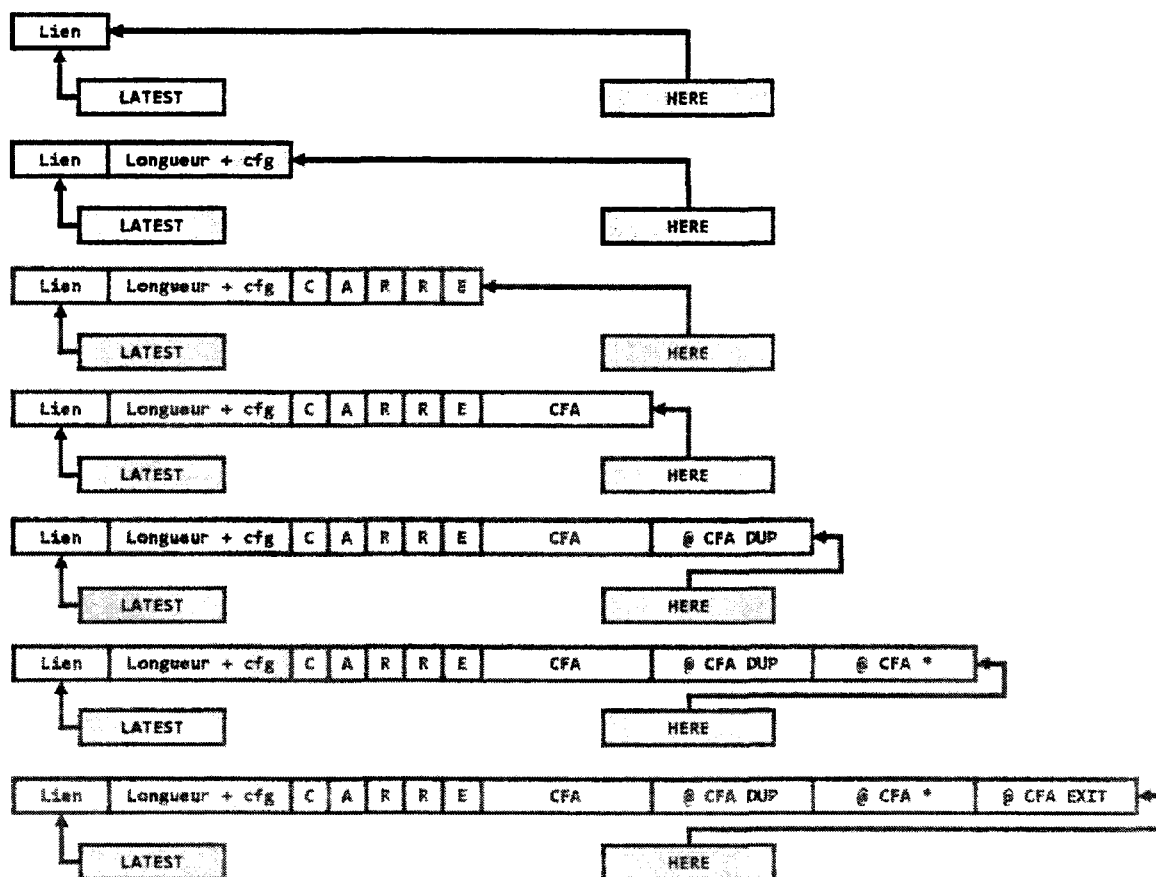 Lien
LATEST HERE
Lien Longueur + cfg
LATEST HERE
Lien Longueur + cfg C A R R E
LATEST HERE
Lien Longueur + cfg C A R R E CFA
LATEST HERE
Lien Longueur + cfg C A R R E CFA @ CFA DUP
LATEST HERE
Lien Longueur + cfg C A R R E CFA @ CFA DUP @ CFA *
LATEST HERE
Lien Longueur + cfg C A R R E CFA @ CFA DUP @ CFA * @ CFA EXIT
LATEST HERE